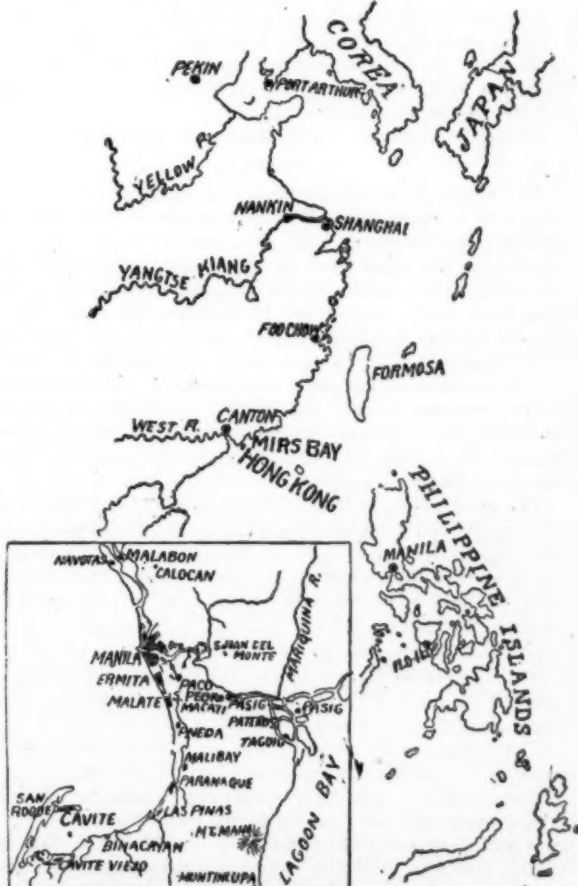 COREA
JAPAN
PEKIN
PORT ARTHUR
YELLOW R.
NANKIN
SHANGHAI
YANGTSE KIANG
FOOCHOW
FORMOSA
CANTON
WEST R.
MIRS BAY
HONG KONG
PHILIPPINE ISLANDS
MANILA
ILO-ILO
NAVOTAS
MALABON
CALOCAN
MARIQUINA R.
S. JUAN DEL
MONTE
MANILA
ERMITA
PACO
S. PEDRO
MACATI
PASIG
PASIG
MALATE
PATEROS
PINEDA
TAGUIG
MALIBAY
PARANAQUE
SAN
ROQUE
CAVITE
LAS PINAS
BINACAYAN
CAVITE VIEJO
MUNTINLUPA
LAGOON BAY